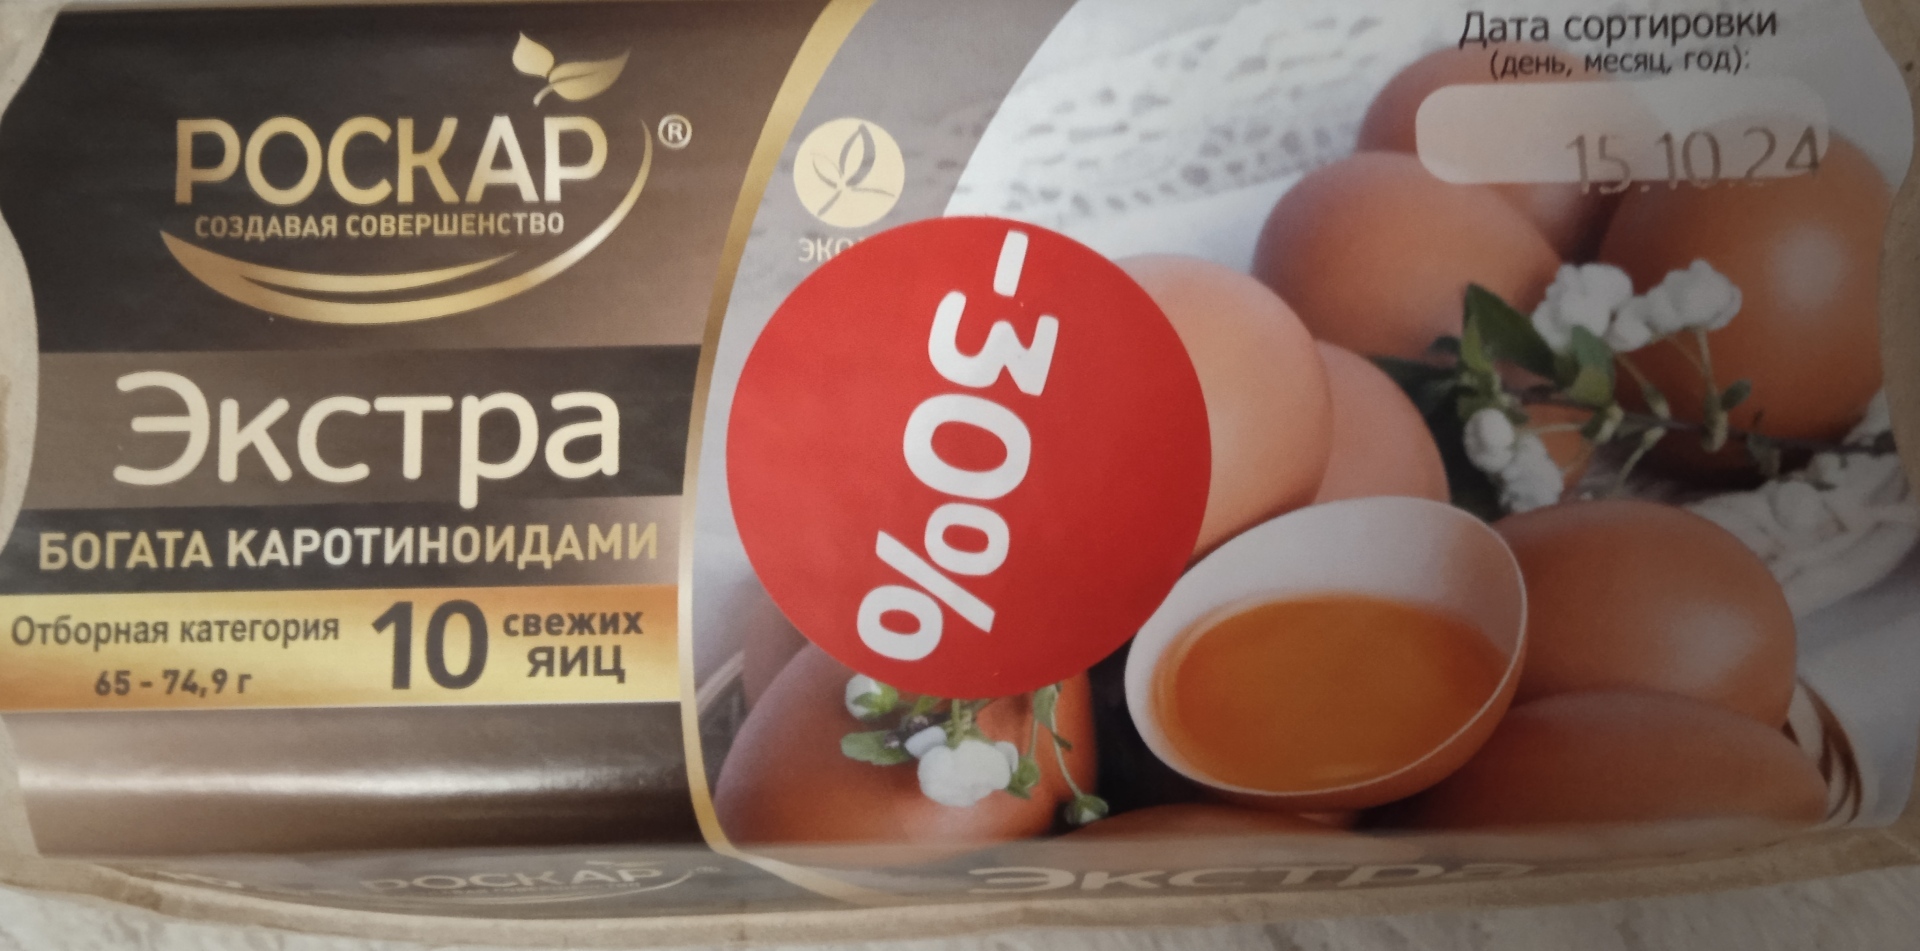 РОСКАР®
СОЗДАВАЯ СОВЕРШЕНСТВО
Экстра
БОГАТА КАРОТИНОИДАМИ
Отборная категория
65 - 74,9 г
10 свежих
ЯИЦ
-30%
Дата сортировки
(день, месяц, год):
15.10.24
РОСКАР®
ЭКСТРА